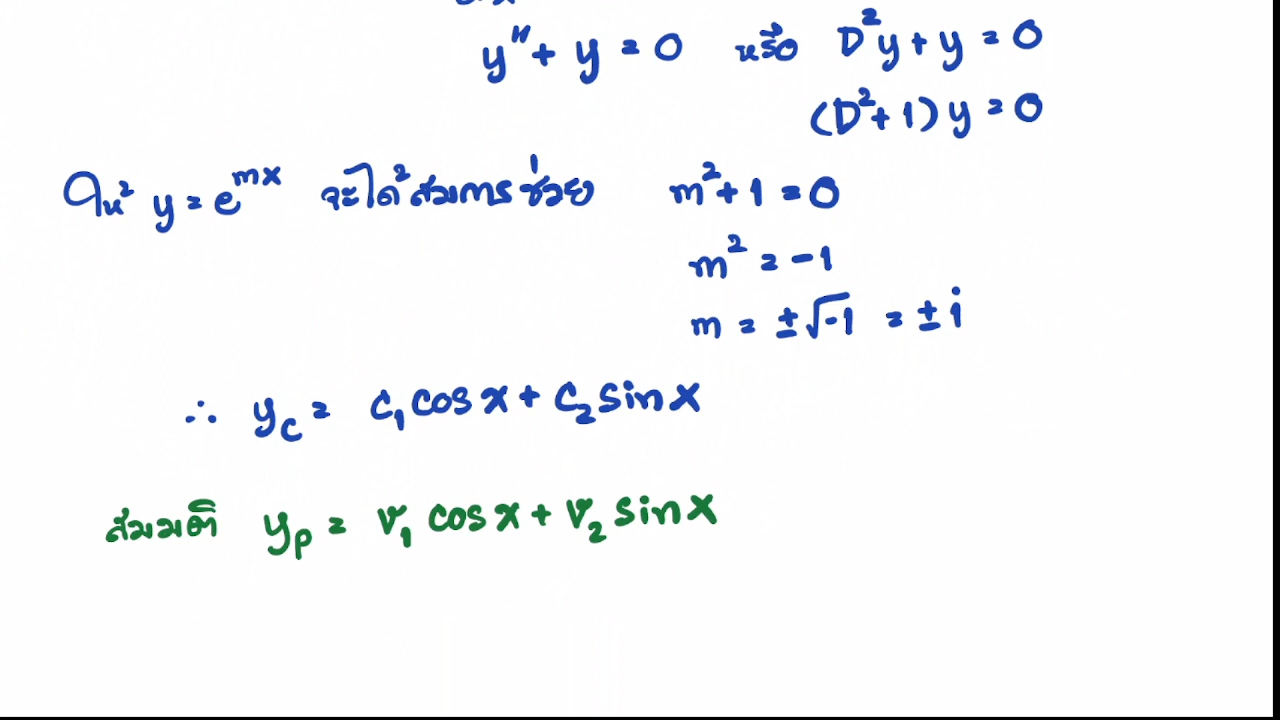 y'' + y = 0 หรือ D²y + y = 0
(D² + 1) y = 0
ให้ y = e^{mx} จะได้สมการช่วย m² + 1 = 0
m² = -1
m = ±√-1 = ± i
∴ y_c = c₁ cos x + c₂ sin x
สมมติ y_p = v₁ cos x + v₂ sin x